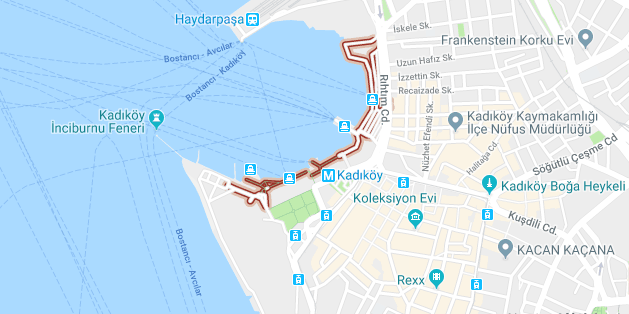 Haydarpaşa
İskele Sk.
Frankenstein Korku Evi
Bostancı - Avcılar
Bostancı - Kadıköy
Uzun Hafız Sk.
İzzettin Sk.
Recaizade Sk.
Rıhtım Cd.
Kadıköy
İnciburnu Feneri
Kadıköy Kaymakamlığı
İlçe Nüfus Müdürlüğü
Nüzhet Efendi Sk.
Halitağa Cd.
Söğütlü Çeşme Cd
M Kadıköy
Kadıköy Boğa Heykeli
Koleksiyon Evi
Kuşdili Cd.
Bostancı - Avcılar
KACAN KAÇANA
Rexx